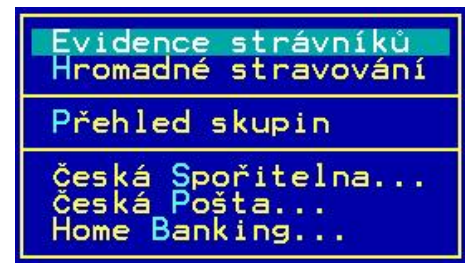 Evidence strávníků
Hromadné stravování
Přehled skupin
Česká Spořitelna...
Česká Pošta...
Home Banking...